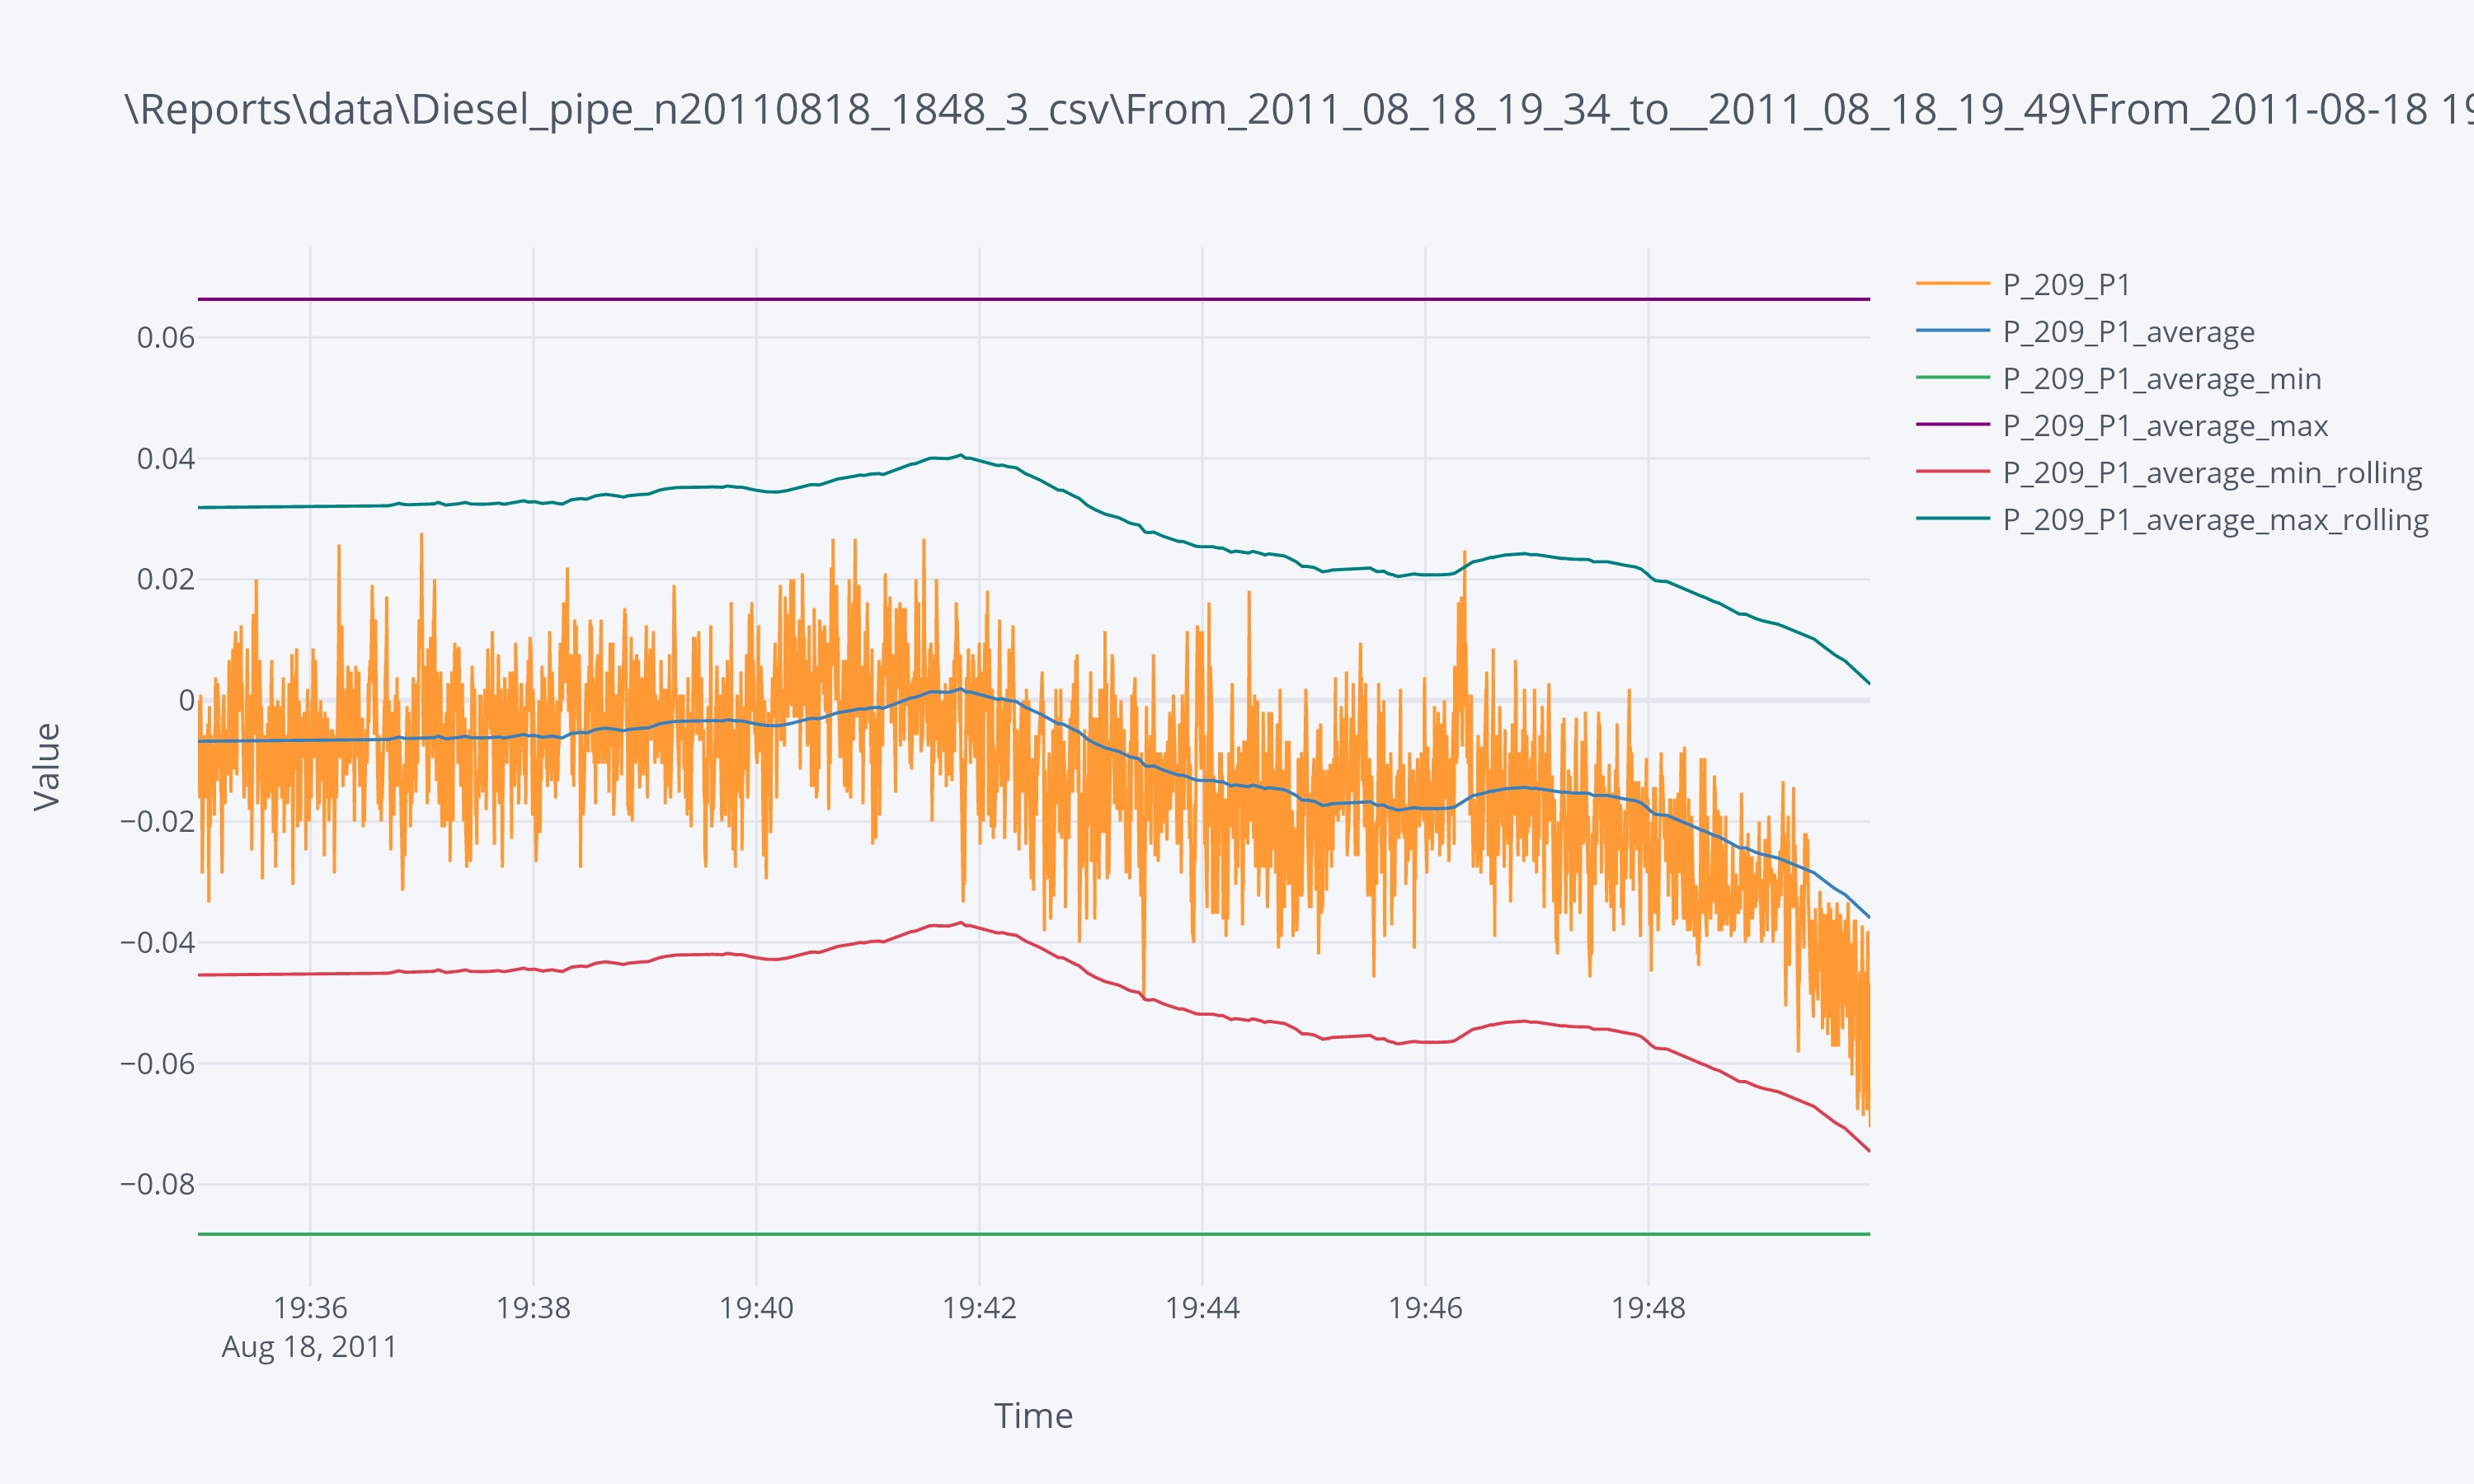 \Reports\data\Diesel_pipe_n20110818_1848_3_csv\From_2011_08_18_19_34_to__2011_08_18_19_49\From_2011-08-18 19
P_209_P1
P_209_P1_average
P_209_P1_average_min
P_209_P1_average_max
P_209_P1_average_min_rolling
P_209_P1_average_max_rolling
0.06
0.04
0.02
0
−0.02
−0.04
−0.06
−0.08
Value
19:36 19:38 19:40 19:42 19:44 19:46 19:48
Aug 18, 2011
Time